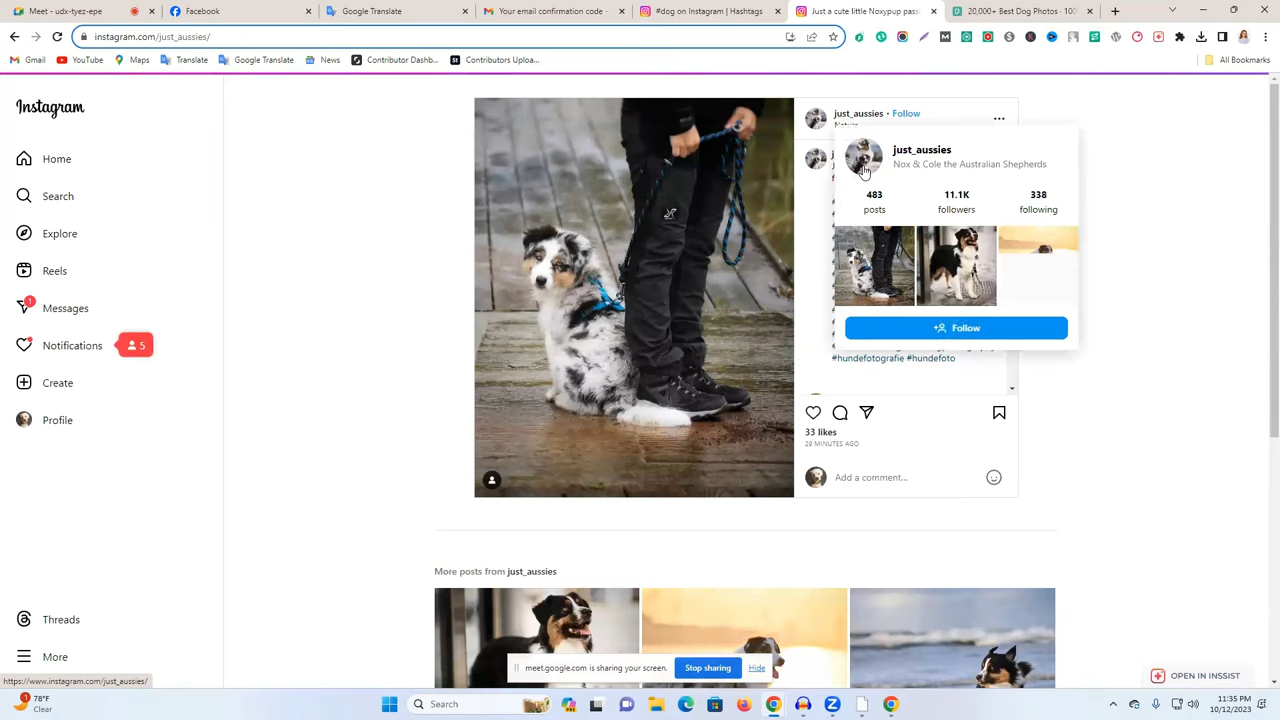 Meet - udx-tyez-epe
Facebook
Google Translate
Your email confirmation code -
#dog on Instagram | Hashtags
Just a cute little Noxypup pass
20,000+ Best Dog Photos · 100
instagram.com/just_aussies/
Gmail
YouTube
Maps
Translate
Google Translate
News
Contributor Dashb...
Contributors Uploa...
All Bookmarks
Instagram
Home
Search
Explore
Reels
1
Messages
Notifications
5
Create
Profile
Threads
More
just_aussies • Follow
just_aussies
Nox & Cole the Australian Shepherds
483 11.1K 338
posts followers following
Follow
#hundefotografie #hundefoto
33 likes
29 MINUTES AGO
Add a comment...
More posts from just_aussies
meet.google.com is sharing your screen.
Stop sharing
Hide
OPEN IN INSSIST
https://www.instagram.com/just_aussies/
1
78°F
Clear
Search
11:35 PM
10/12/2023